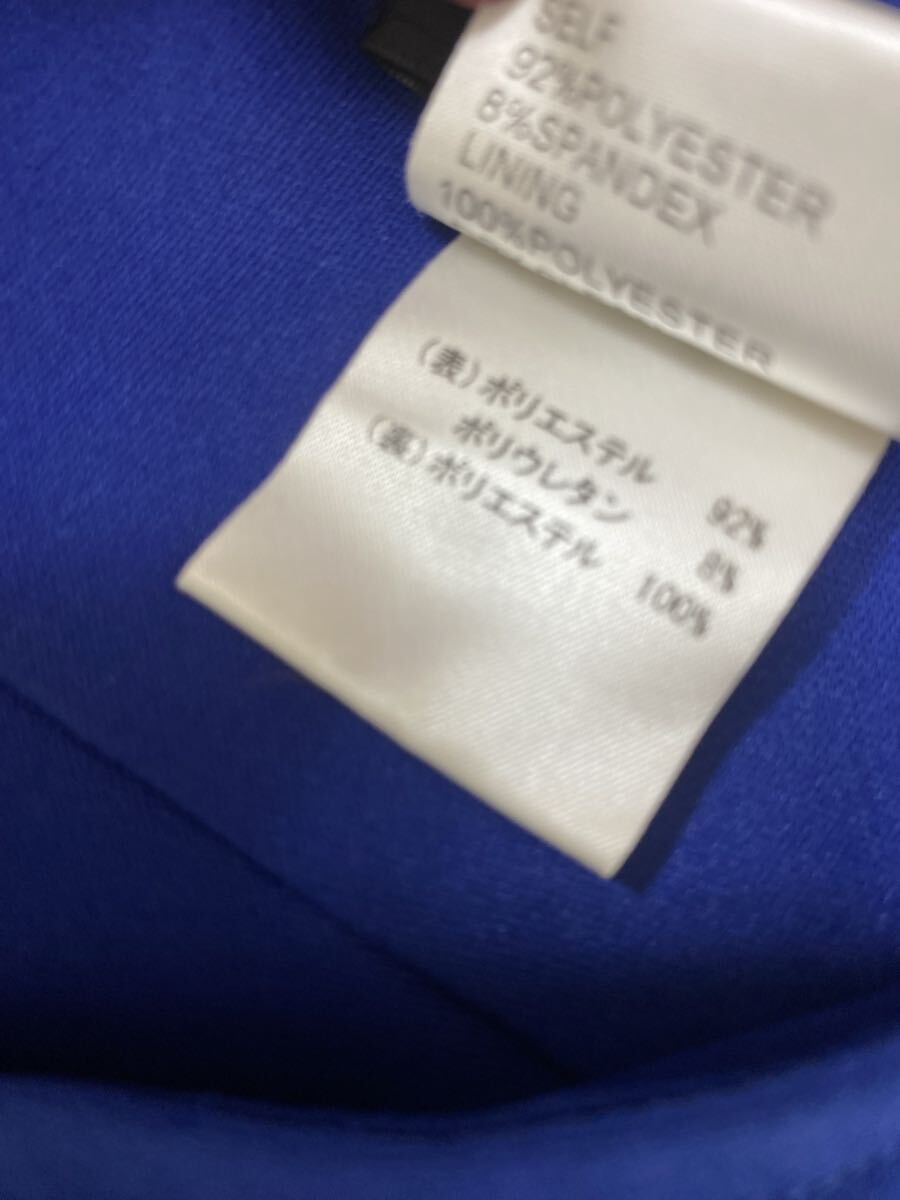 SELF
92%POLYESTER
8%SPANDEX
LINING
100%POLYESTER
(表)ポリエステル 92%
ポリウレタン 8%
(裏)ポリエステル 100%